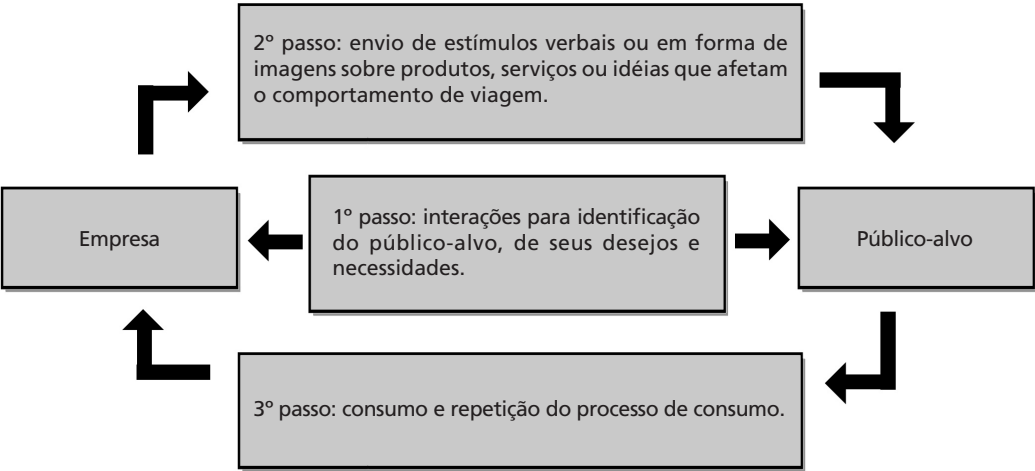 2º passo: envio de estímulos verbais ou em forma de
imagens sobre produtos, serviços ou idéias que afetam
o comportamento de viagem.
Empresa
1º passo: interações para identificação
do público-alvo, de seus desejos e
necessidades.
Público-alvo
3º passo: consumo e repetição do processo de consumo.